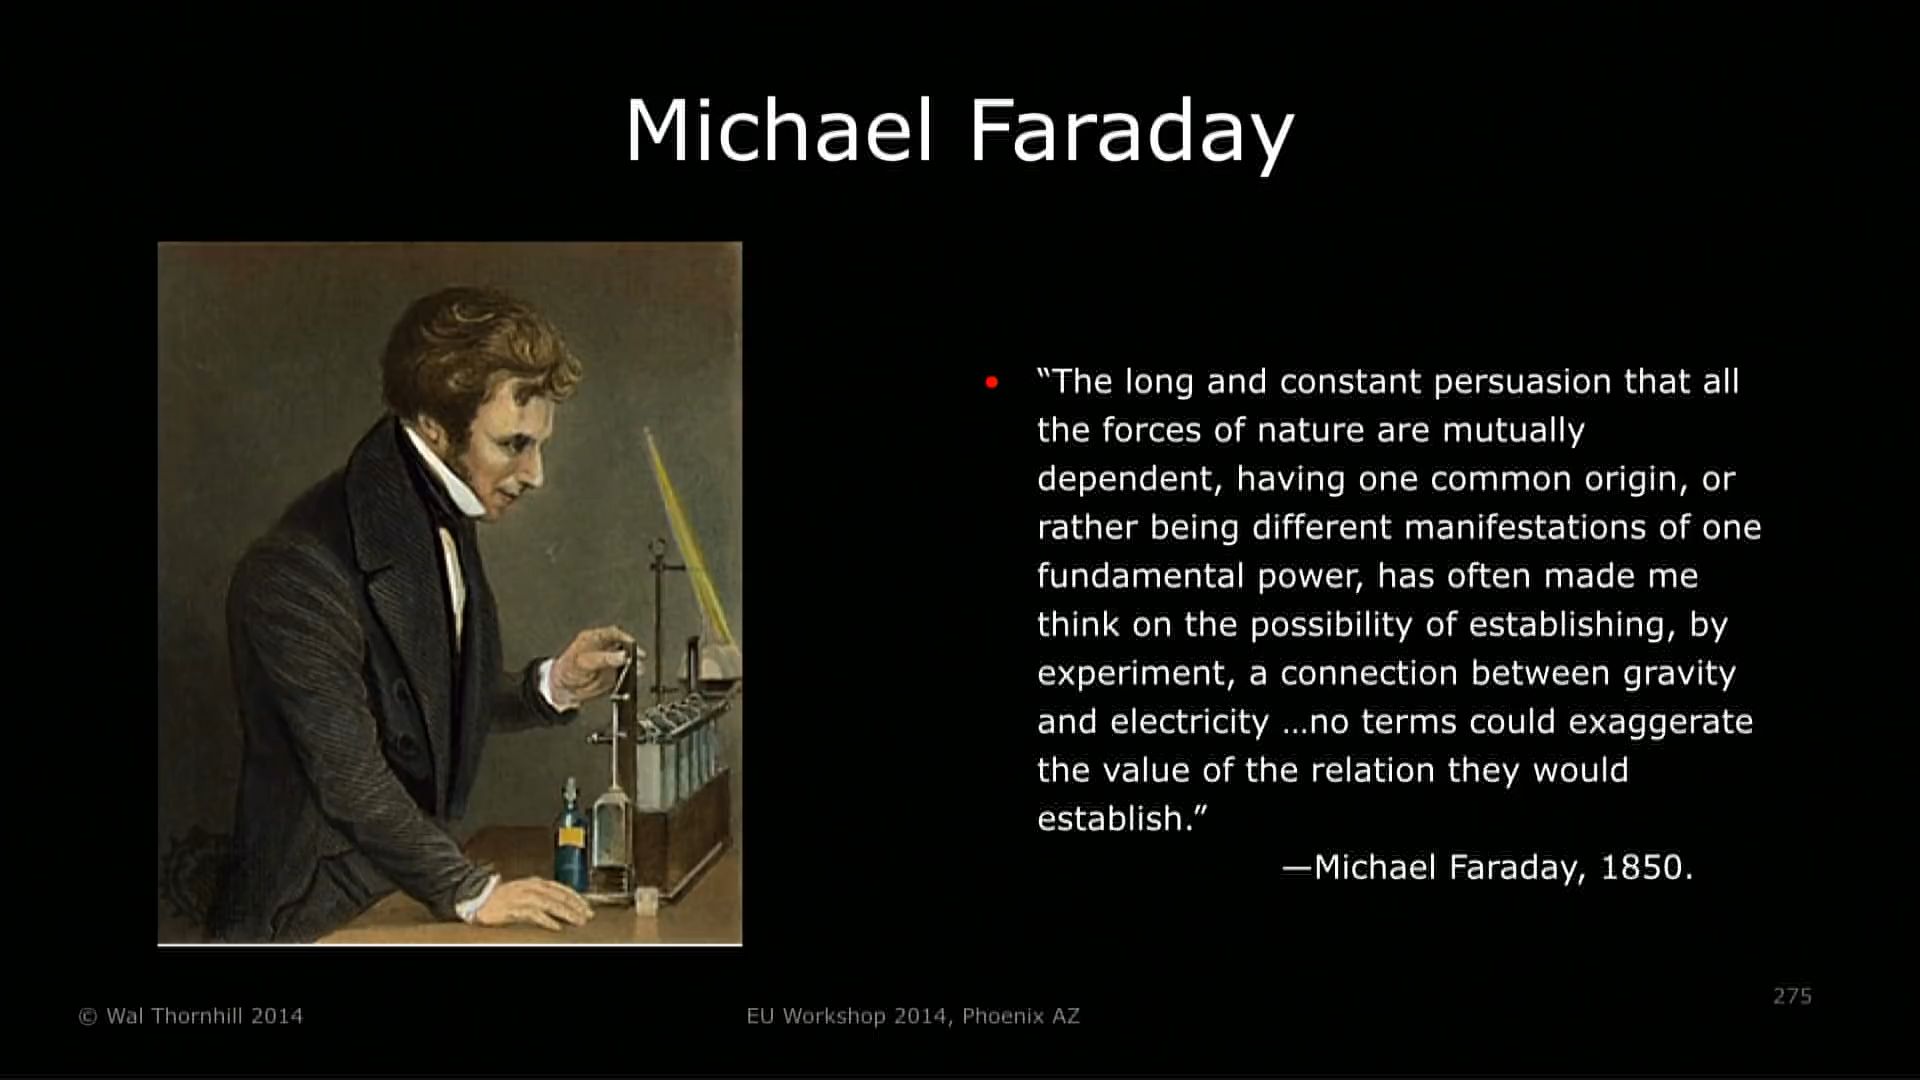 Michael Faraday
• “The long and constant persuasion that all
the forces of nature are mutually
dependent, having one common origin, or
rather being different manifestations of one
fundamental power, has often made me
think on the possibility of establishing, by
experiment, a connection between gravity
and electricity …no terms could exaggerate
the value of the relation they would
establish.”
—Michael Faraday, 1850.
© Wal Thornhill 2014
EU Workshop 2014, Phoenix AZ
275